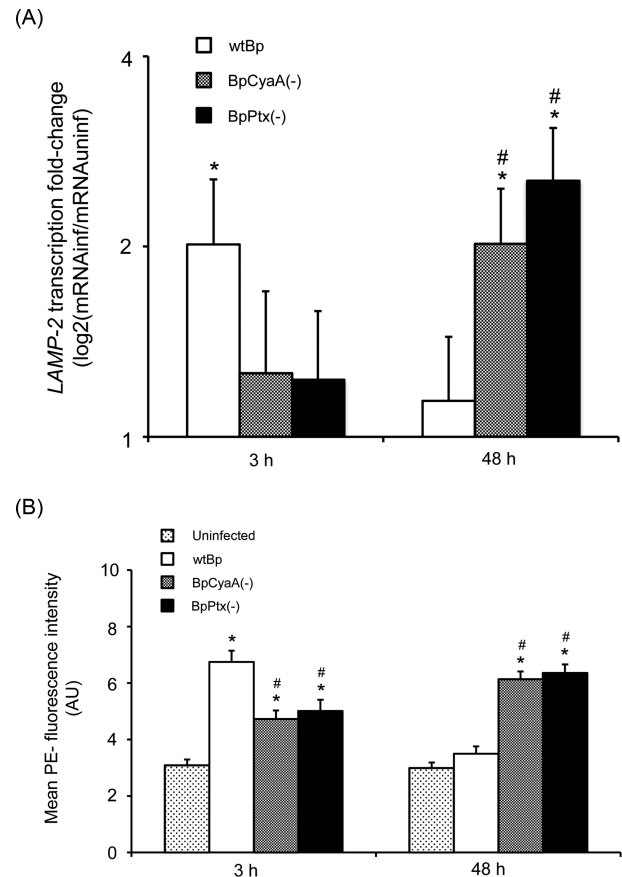 (A)
LAMP-2 transcription fold-change
(log2(mRNAinf/mRNAuninf)
4
2
1
wtBp
BpCyaA(-)
BpPtx(-)
*
#
*
#
*
3 h
48 h
(B)
Mean PE- fluorescence intensity
(AU)
10
8
6
4
2
0
Uninfected
wtBp
BpCyaA(-)
BpPtx(-)
*
#
*
#
*
#
*
#
*
3 h
48 h